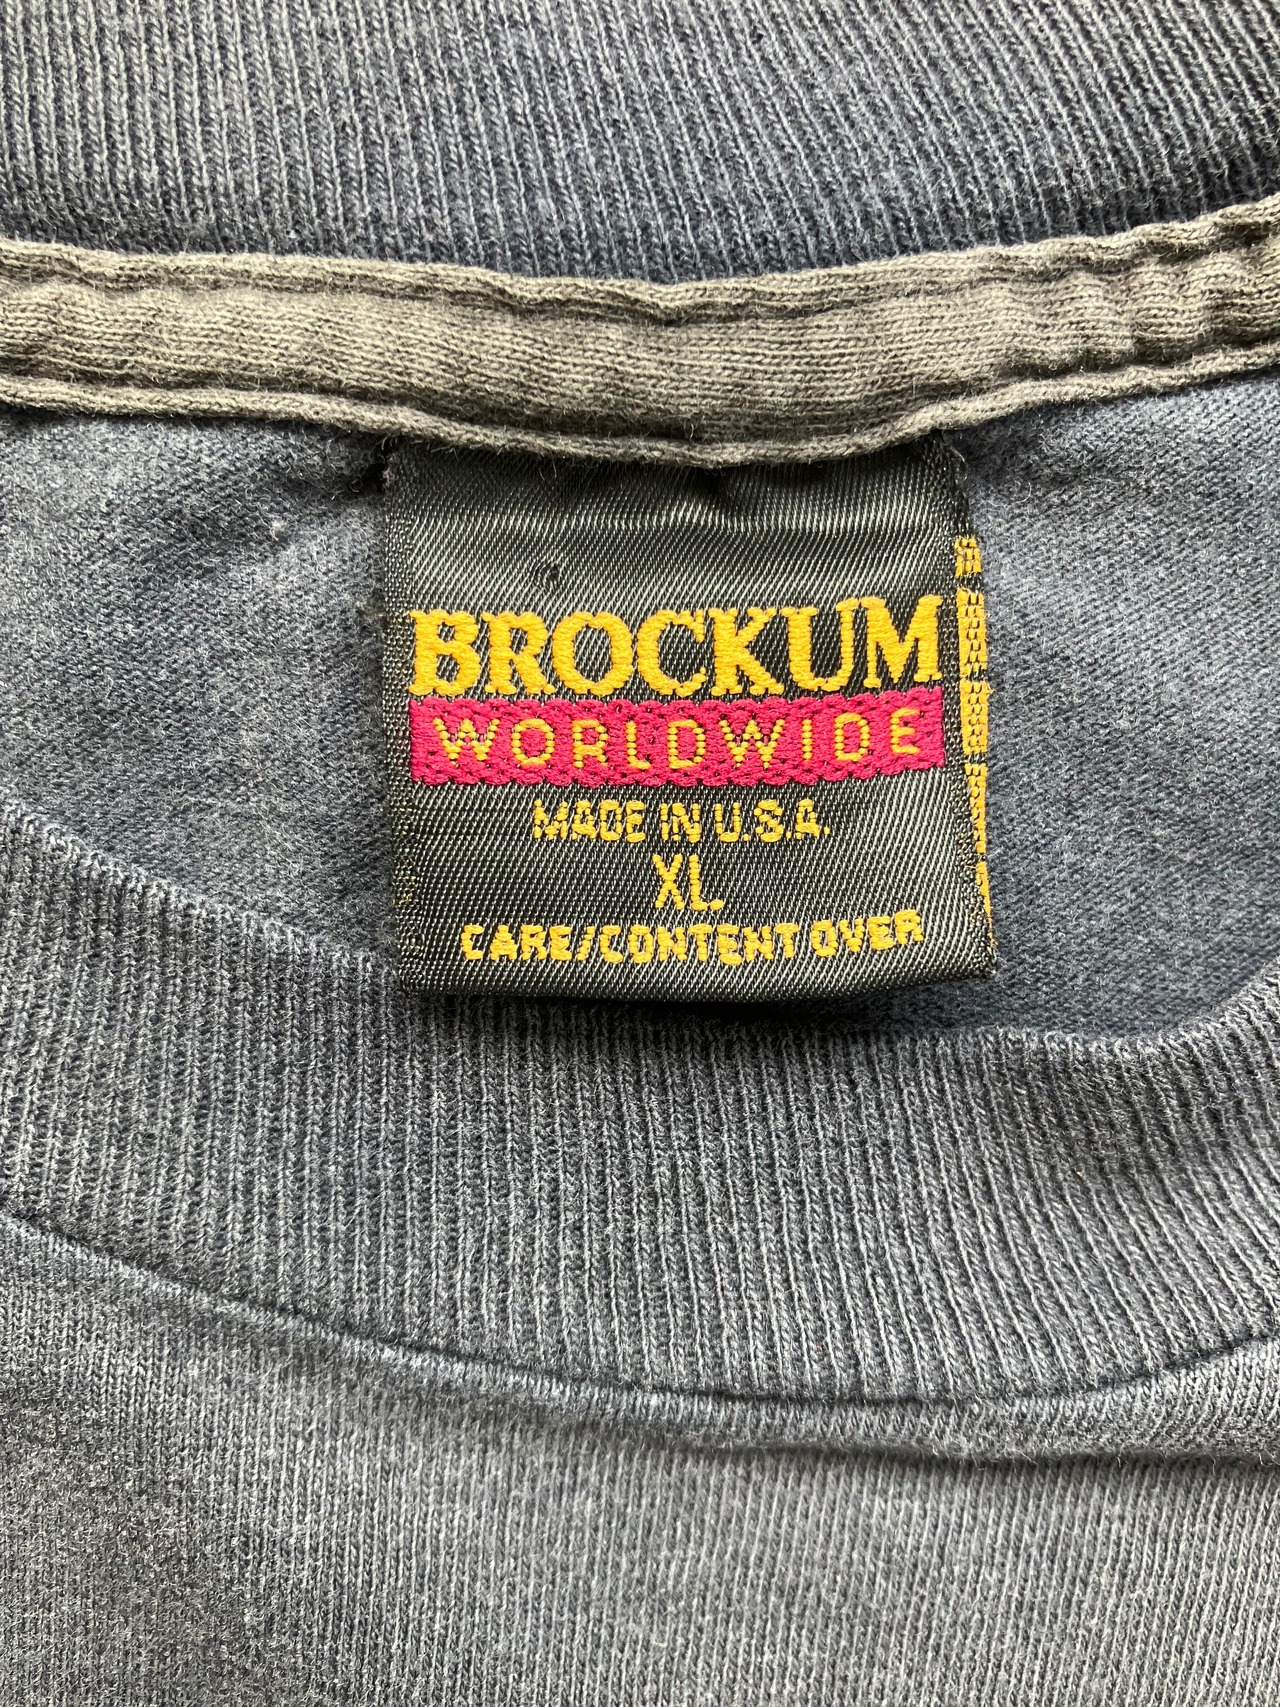 BROCKUM
WORLDWIDE
MADE IN U.S.A.
XL
CARE/CONTENT OVER